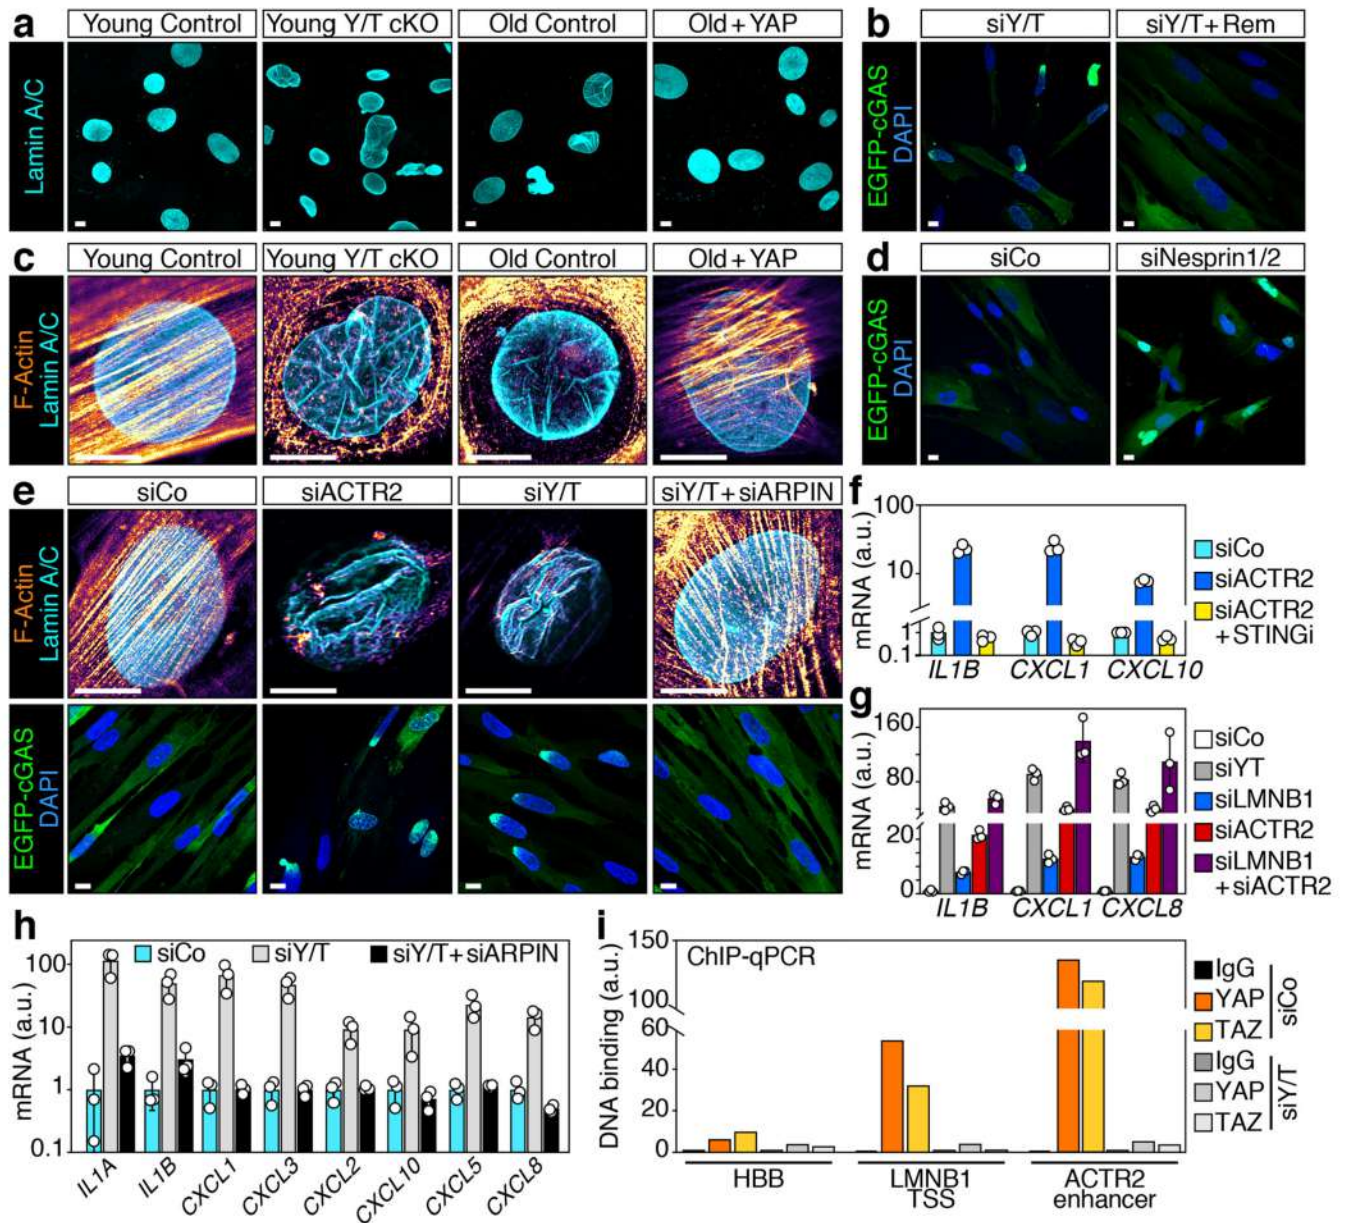 a
Young Control
Young Y/T cKO
Old Control
Old + YAP
Lamin A/C
b
siY/T
siY/T + Rem
EGFP-cGAS
DAPI
c
Young Control
Young Y/T cKO
Old Control
Old + YAP
F-Actin
Lamin A/C
d
siCo
siNesprin1/2
EGFP-cGAS
DAPI
e
siCo
siACTR2
siY/T
siY/T + siARPIN
F-Actin
Lamin A/C
EGFP-cGAS
DAPI
f
mRNA (a.u.)
100
10
1
0.1
IL1B
CXCL1
CXCL10
siCo
siACTR2
siACTR2
+ STINGi
g
mRNA (a.u.)
160
80
20
0
IL1B
CXCL1
CXCL8
siCo
siYT
siLMNB1
siACTR2
siLMNB1
+ siACTR2
h
mRNA (a.u.)
100
10
1
0.1
siCo
siY/T
siY/T + siARPIN
IL1A
IL1B
CXCL1
CXCL3
CXCL2
CXCL10
CXCL5
CXCL8
i
ChIP-qPCR
DNA binding (a.u.)
150
100
60
40
20
0
HBB
LMNB1
TSS
ACTR2
enhancer
IgG
YAP
TAZ
siCo
IgG
YAP
TAZ
siY/T